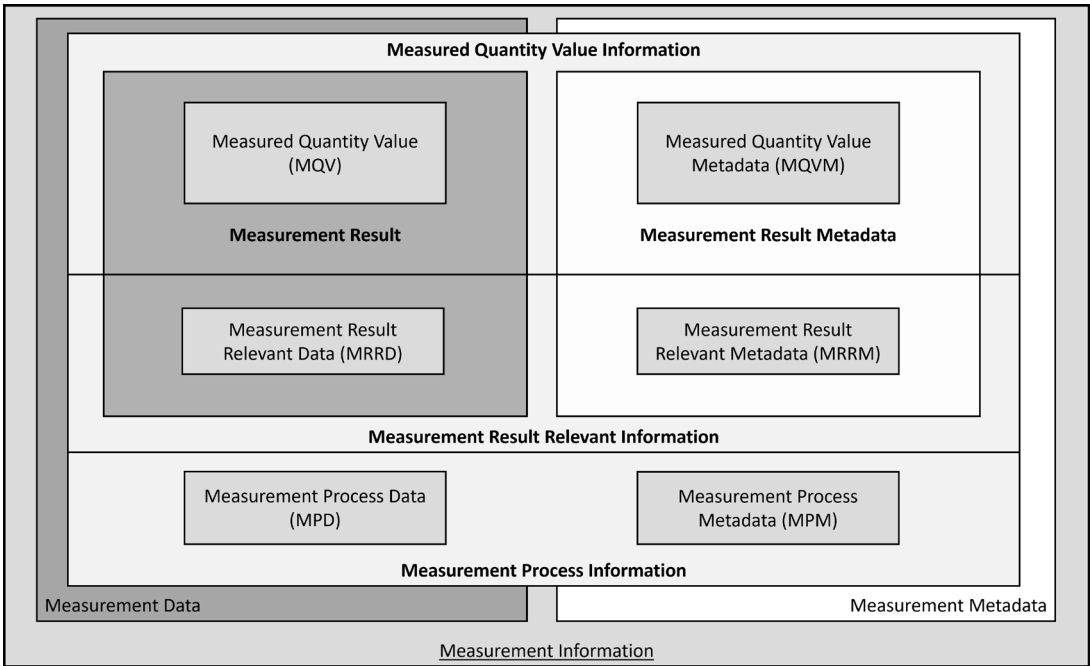 Measured Quantity Value Information
Measured Quantity Value
(MQV)
Measured Quantity Value
Metadata (MQVM)
Measurement Result
Measurement Result Metadata
Measurement Result
Relevant Data (MRRD)
Measurement Result
Relevant Metadata (MRRM)
Measurement Result Relevant Information
Measurement Process Data
(MPD)
Measurement Process
Metadata (MPM)
Measurement Process Information
Measurement Data
Measurement Metadata
Measurement Information